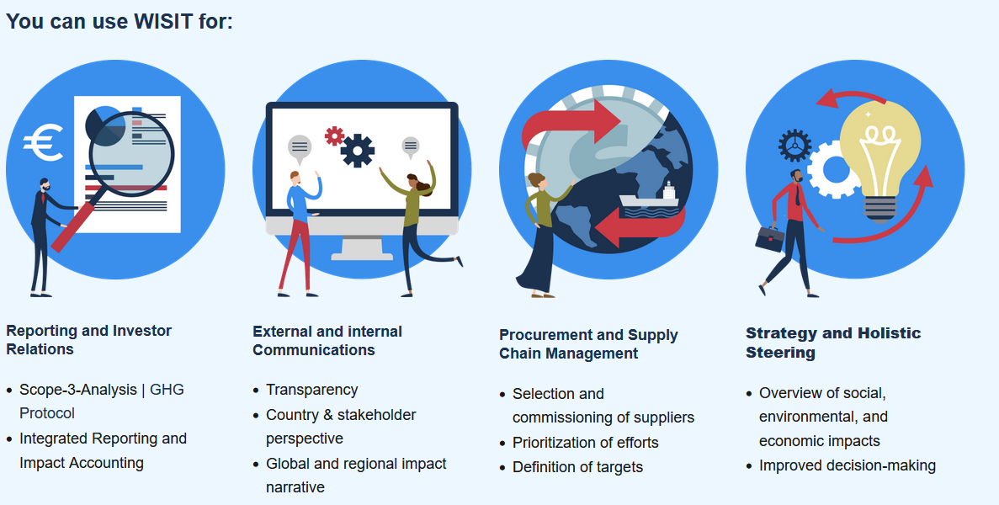 You can use WISIT for:
€
Reporting and Investor
Relations
• Scope-3-Analysis | GHG
Protocol
• Integrated Reporting and
Impact Accounting
External and internal
Communications
• Transparency
• Country & stakeholder
perspective
• Global and regional impact
narrative
Procurement and Supply
Chain Management
• Selection and
commissioning of suppliers
• Prioritization of efforts
• Definition of targets
Strategy and Holistic
Steering
• Overview of social,
environmental, and
economic impacts
• Improved decision-making